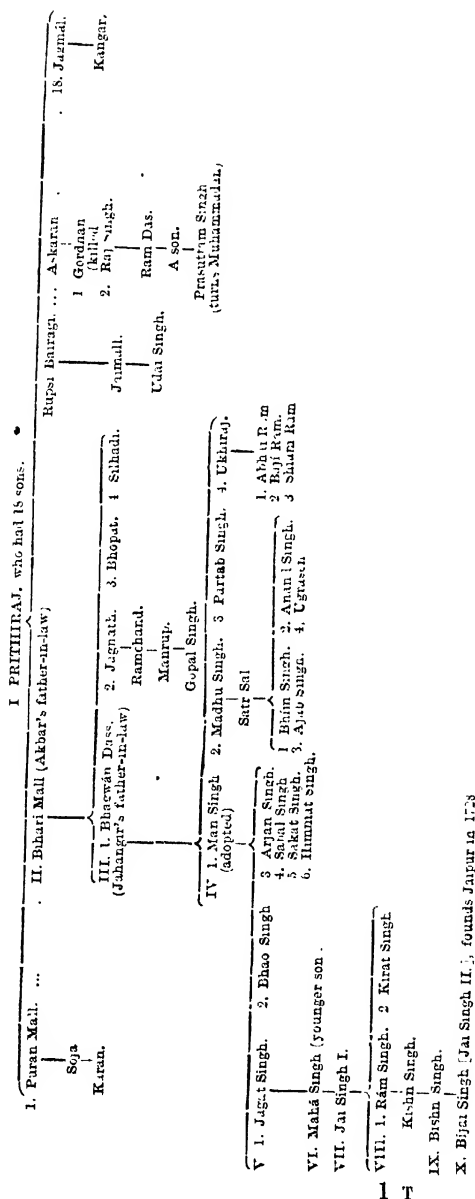 I PRITHIRAJ, who had 18 sons.
1. Puran Mall. ... . II. Bihari Mall (Akbar's father-in-law) Rupsi Bairagi. ... Askaran . 18. Jagmál.
Soja
Karan.
Jaimall.
Udai Singh.
1 Gordhan (killed
2. Raj Singh.
Ram Das.
A son.
Prasuttam Singh
(turns Muhammadan.)
Kangar.
III. 1. Bhagwán Dass. 2. Jagnath. 3. Bhopat. 4 Silhadi.
(Jahangir's father-in-law)
Ramchand.
Manrup.
Gopal Singh.
IV 1. Man Singh 2. Madhu Singh. 3 Partab Singh. 4. Ukhiraj.
(adopted)
Satr Sal
1. Abhai Ram
2 Baji Ram.
3 Shiam Ram
1 Bhim Singh. 2. Anand Singh.
3. Ajab Singh. 4. Ugrasen
V 1. Jagat Singh. 2. Bhao Singh 3 Arjan Singh.
4. Sabal Singh
5 Sakat Singh.
6. Himmat Singh.
VI. Mahá Singh (younger son.
VII. Jai Singh I.
VIII. 1. Rám Singh. 2 Kirat Singh
Kishn Singh.
IX. Bishn Singh.
X. Bijai Singh [Jai Singh II.], founds Jaipur in 1728
1 T